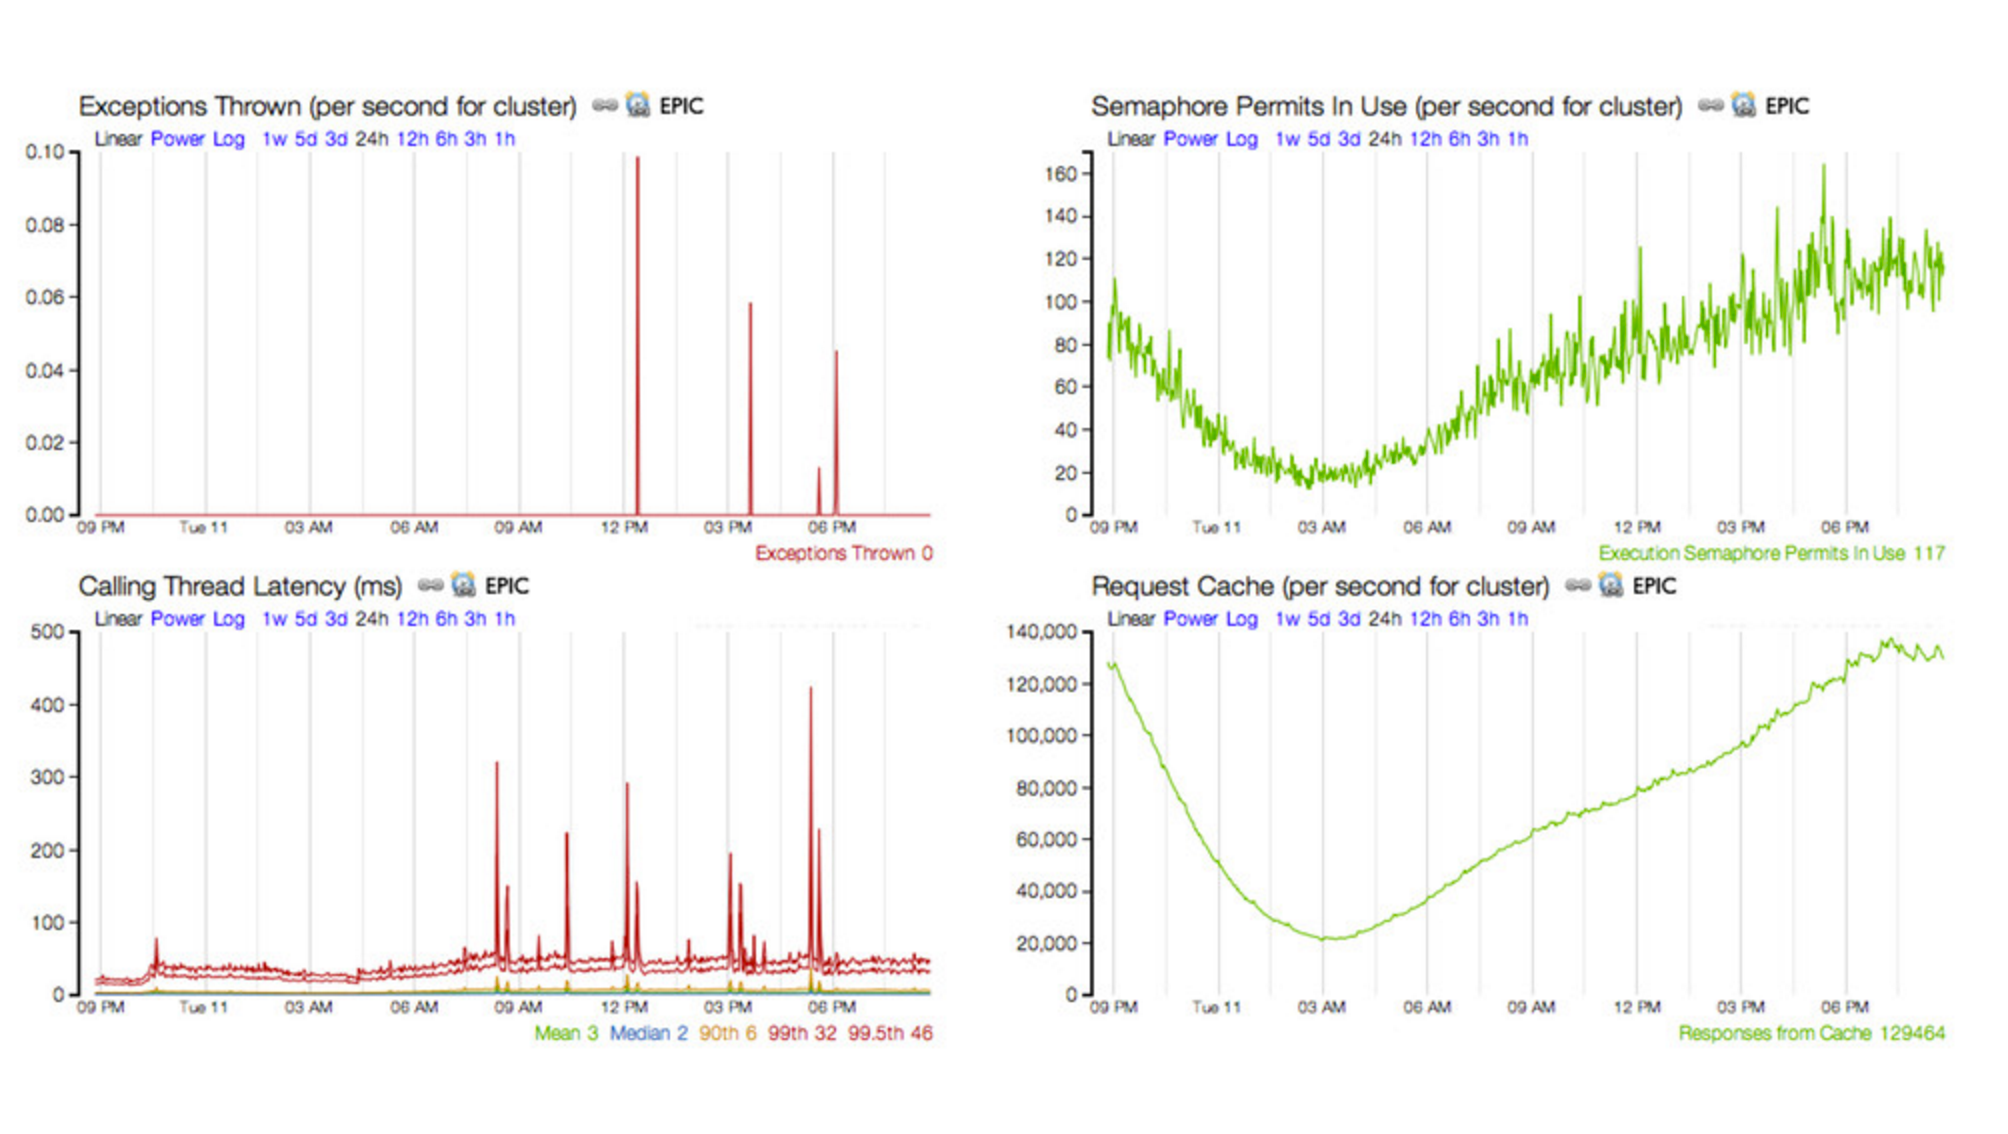 Exceptions Thrown (per second for cluster) EPIC
Linear Power Log 1w 5d 3d 24h 12h 6h 3h 1h
0.10
0.08
0.06
0.04
0.02
0.00
09 PM Tue 11 03 AM 06 AM 09 AM 12 PM 03 PM 06 PM
Exceptions Thrown 0
Semaphore Permits In Use (per second for cluster) EPIC
Linear Power Log 1w 5d 3d 24h 12h 6h 3h 1h
160
140
120
100
80
60
40
20
0
09 PM Tue 11 03 AM 06 AM 09 AM 12 PM 03 PM 06 PM
Execution Semaphore Permits In Use 117
Calling Thread Latency (ms) EPIC
Linear Power Log 1w 5d 3d 24h 12h 6h 3h 1h
500
400
300
200
100
0
09 PM Tue 11 03 AM 06 AM 09 AM 12 PM 03 PM 06 PM
Mean 3 Median 2 90th 6 99th 32 99.5th 46
Request Cache (per second for cluster) EPIC
Linear Power Log 1w 5d 3d 24h 12h 6h 3h 1h
140,000
120,000
100,000
80,000
60,000
40,000
20,000
0
09 PM Tue 11 03 AM 06 AM 09 AM 12 PM 03 PM 06 PM
Responses from Cache 129464